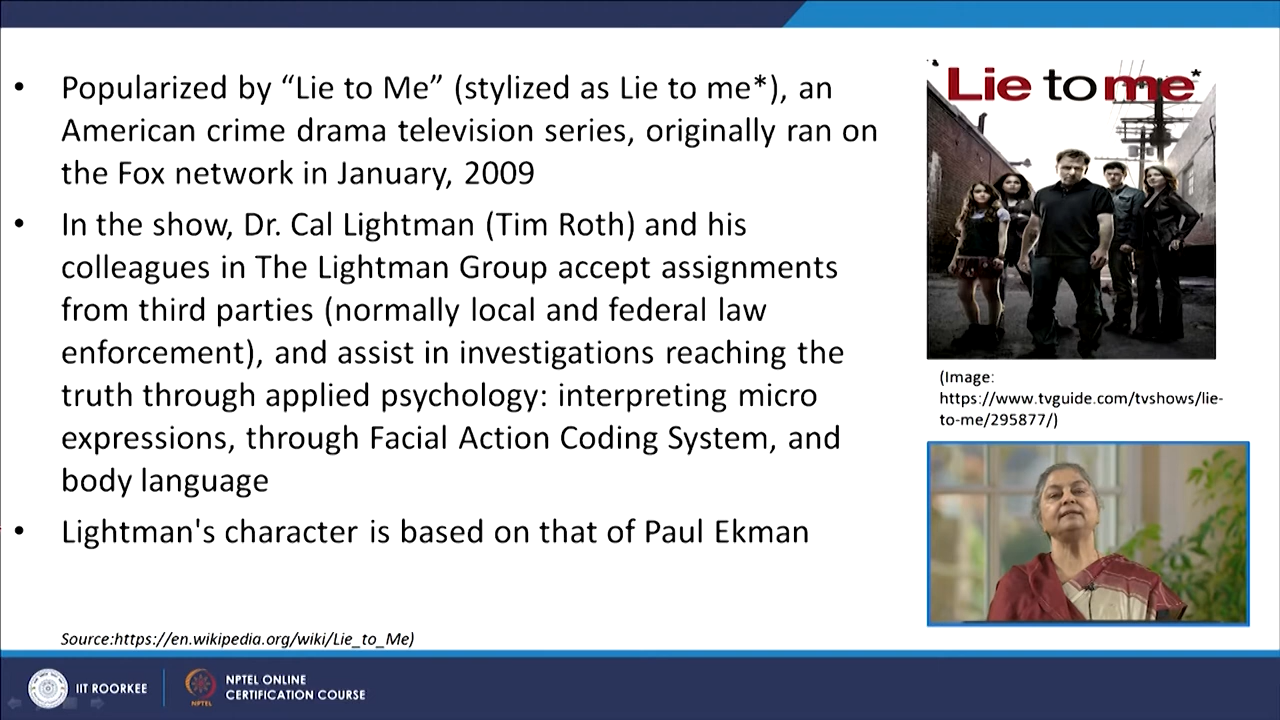 • Popularized by “Lie to Me” (stylized as Lie to me*), an
American crime drama television series, originally ran on
the Fox network in January, 2009
• In the show, Dr. Cal Lightman (Tim Roth) and his
colleagues in The Lightman Group accept assignments
from third parties (normally local and federal law
enforcement), and assist in investigations reaching the
truth through applied psychology: interpreting micro
expressions, through Facial Action Coding System, and
body language
• Lightman's character is based on that of Paul Ekman
Source:https://en.wikipedia.org/wiki/Lie_to_Me)
Lie to me*
(Image:
https://www.tvguide.com/tvshows/lie-
to-me/295877/)
IIT ROORKEE
NPTEL
NPTEL ONLINE
CERTIFICATION COURSE